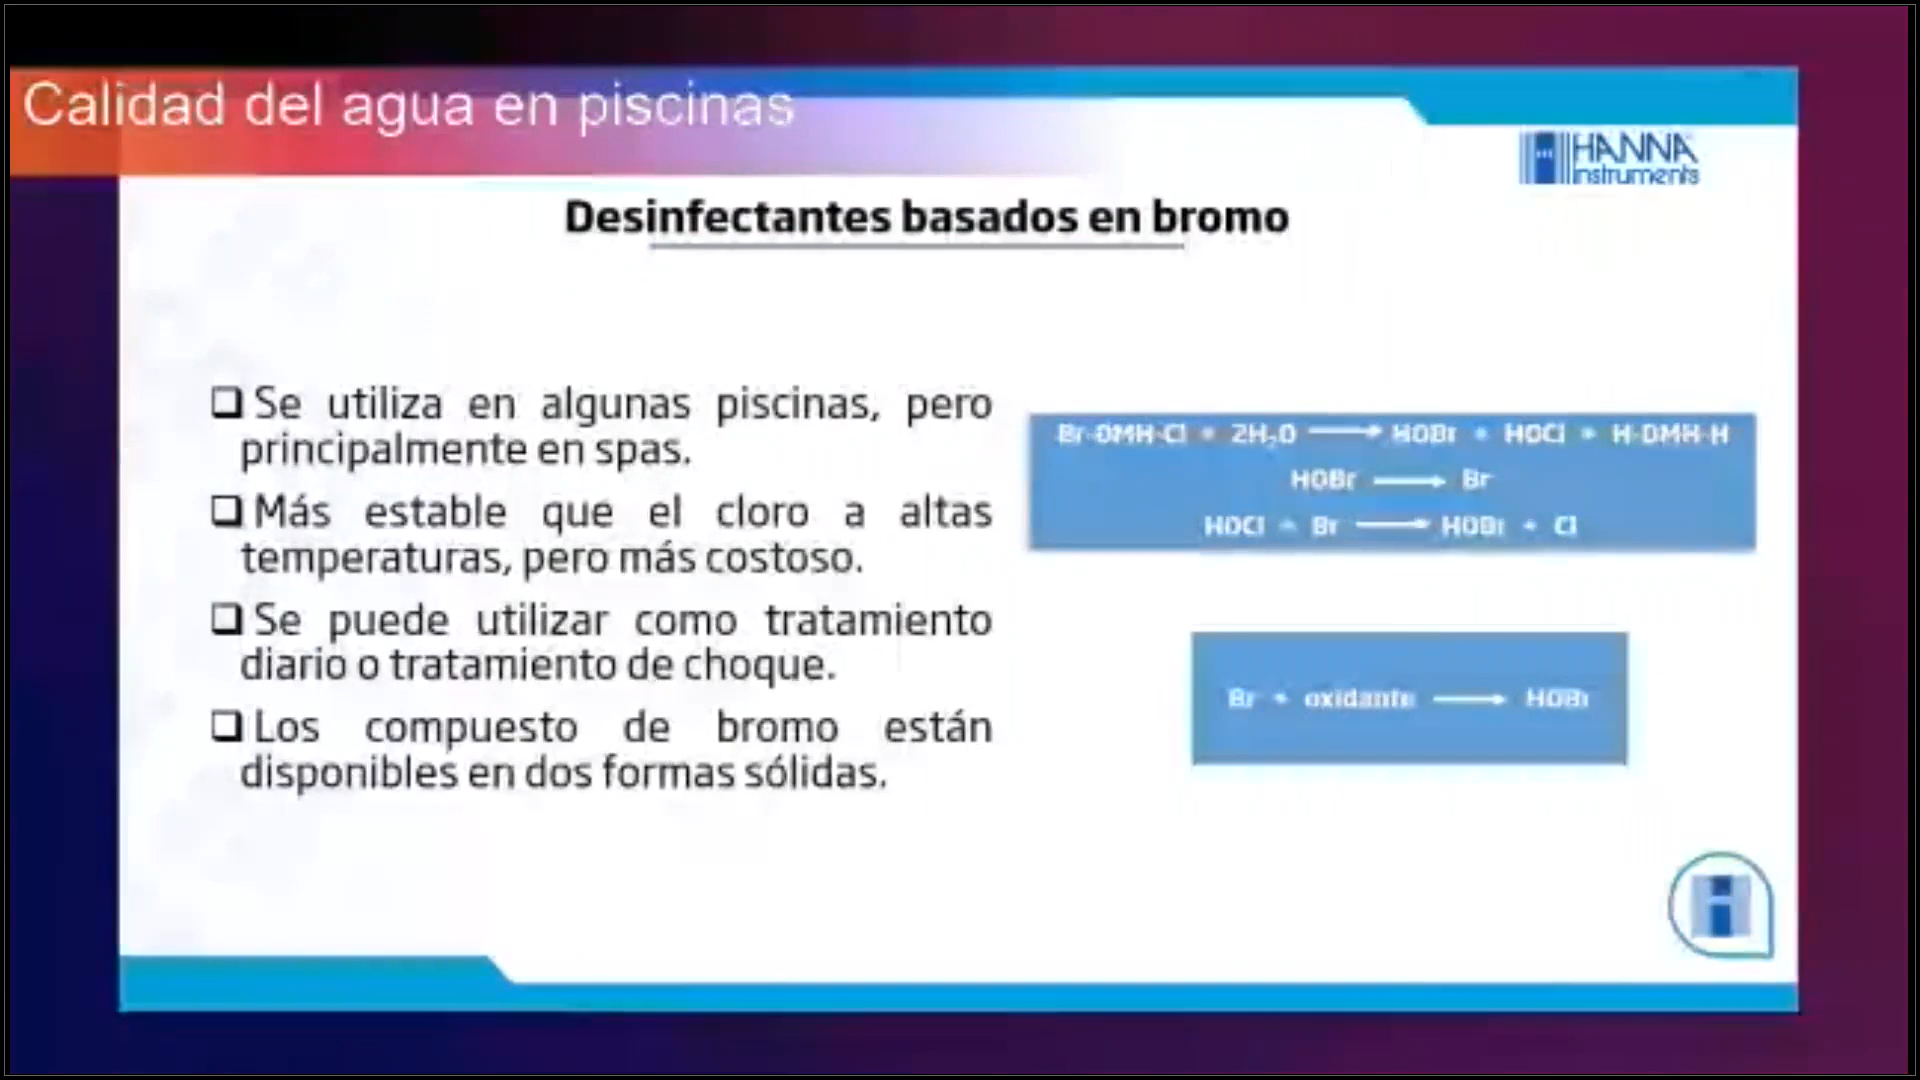 Calidad del agua en piscinas
HANNA
instruments
Desinfectantes basados en bromo
❑ Se utiliza en algunas piscinas, pero
principalmente en spas.
❑ Más estable que el cloro a altas
temperaturas, pero más costoso.
❑ Se puede utilizar como tratamiento
diario o tratamiento de choque.
❑ Los compuesto de bromo están
disponibles en dos formas sólidas.
Br-DMH-Cl + 2H₂O ⟶ HOBr + HOCl + H-DMH-H
HOBr ⟶ Br
HOCl + Br ⟶ HOBr + Cl
Br + oxidante ⟶ HOBr